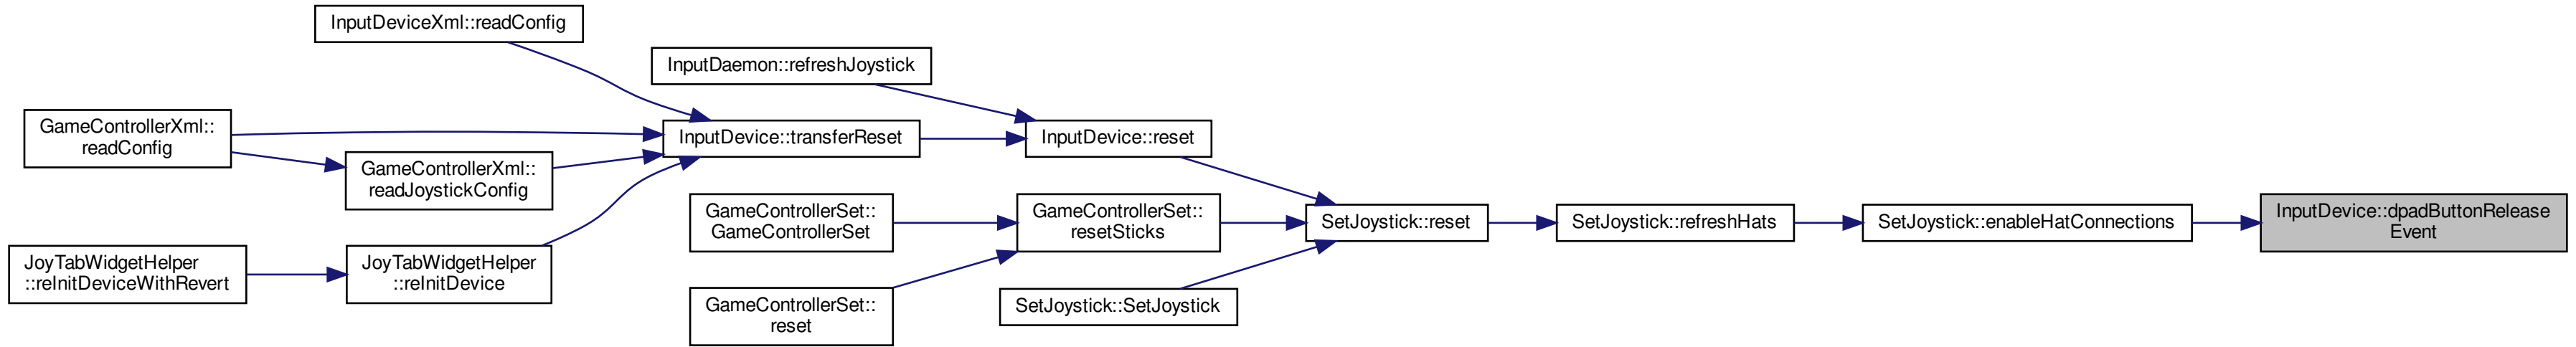 InputDeviceXml::readConfig
InputDaemon::refreshJoystick
GameControllerXml::
readConfig
InputDevice::transferReset
InputDevice::reset
GameControllerXml::
readJoystickConfig
GameControllerSet::
GameControllerSet
GameControllerSet::
resetSticks
SetJoystick::reset
SetJoystick::refreshHats
SetJoystick::enableHatConnections
InputDevice::dpadButtonRelease
Event
JoyTabWidgetHelper
::reInitDeviceWithRevert
JoyTabWidgetHelper
::reInitDevice
GameControllerSet::
reset
SetJoystick::SetJoystick